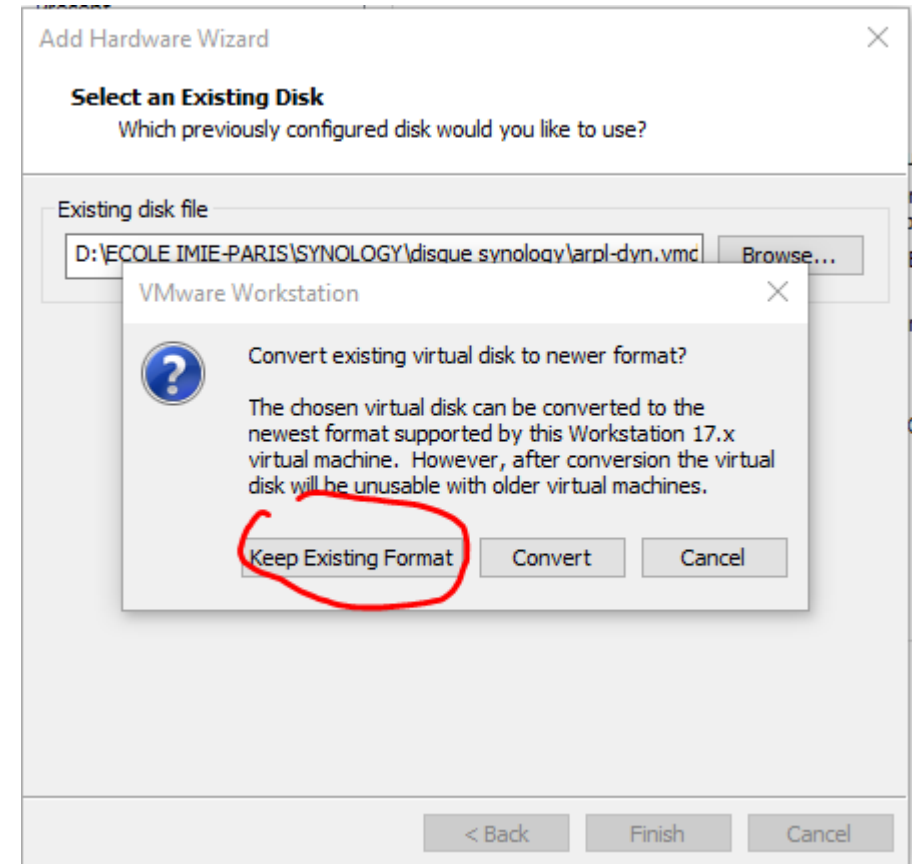 Add Hardware Wizard
Select an Existing Disk
Which previously configured disk would you like to use?
Existing disk file
D:\ECOLE IMIE-PARIS\SYNOLOGY\disque synology\arpl-dyn.vmd
Browse...
VMware Workstation
Convert existing virtual disk to newer format?
The chosen virtual disk can be converted to the
newest format supported by this Workstation 17.x
virtual machine. However, after conversion the virtual
disk will be unusable with older virtual machines.
Keep Existing Format
Convert
Cancel
< Back
Finish
Cancel